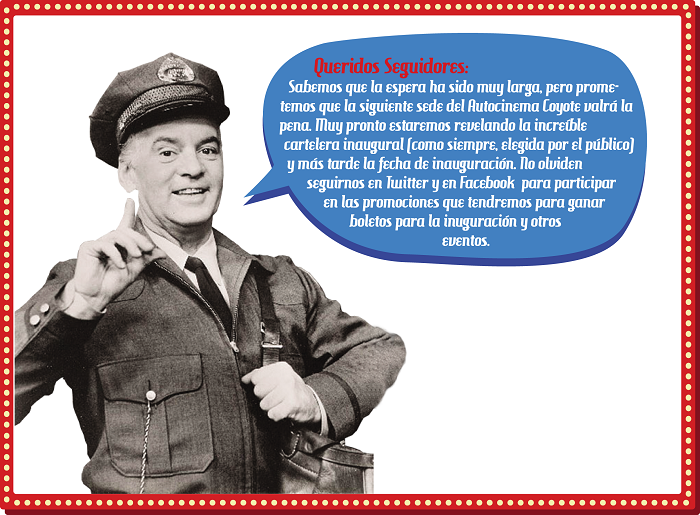 Queridos Seguidores:
Sabemos que la espera ha sido muy larga, pero prome-
temos que la siguiente sede del Autocinema Coyote valrá la
pena. Muy pronto estaremos revelando la increíble
cartelera inaugural (como siempre, elegida por el público)
y más tarde la fecha de inauguración. No olviden
seguirnos en Twitter y en Facebook para participar
en las promociones que tendremos para ganar
boletos para la inuguración y otros
eventos.